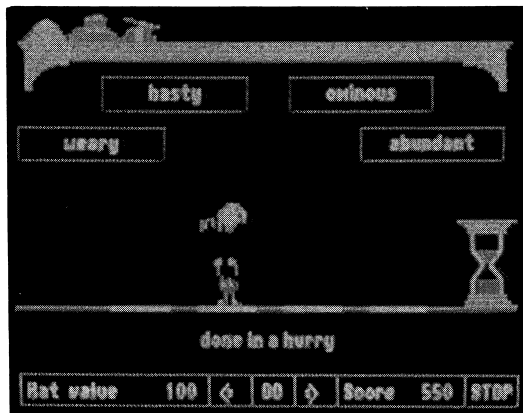 hasty ominous
weary abundant
done in a hurry
Hat value 100 DO Score 550 STOP